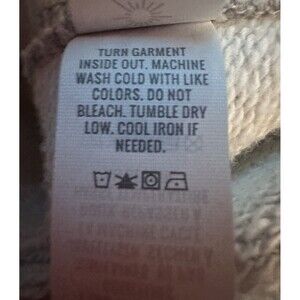 TURN GARMENT
INSIDE OUT. MACHINE
WASH COLD WITH LIKE
COLORS. DO NOT
BLEACH. TUMBLE DRY
LOW. COOL IRON IF
NEEDED.